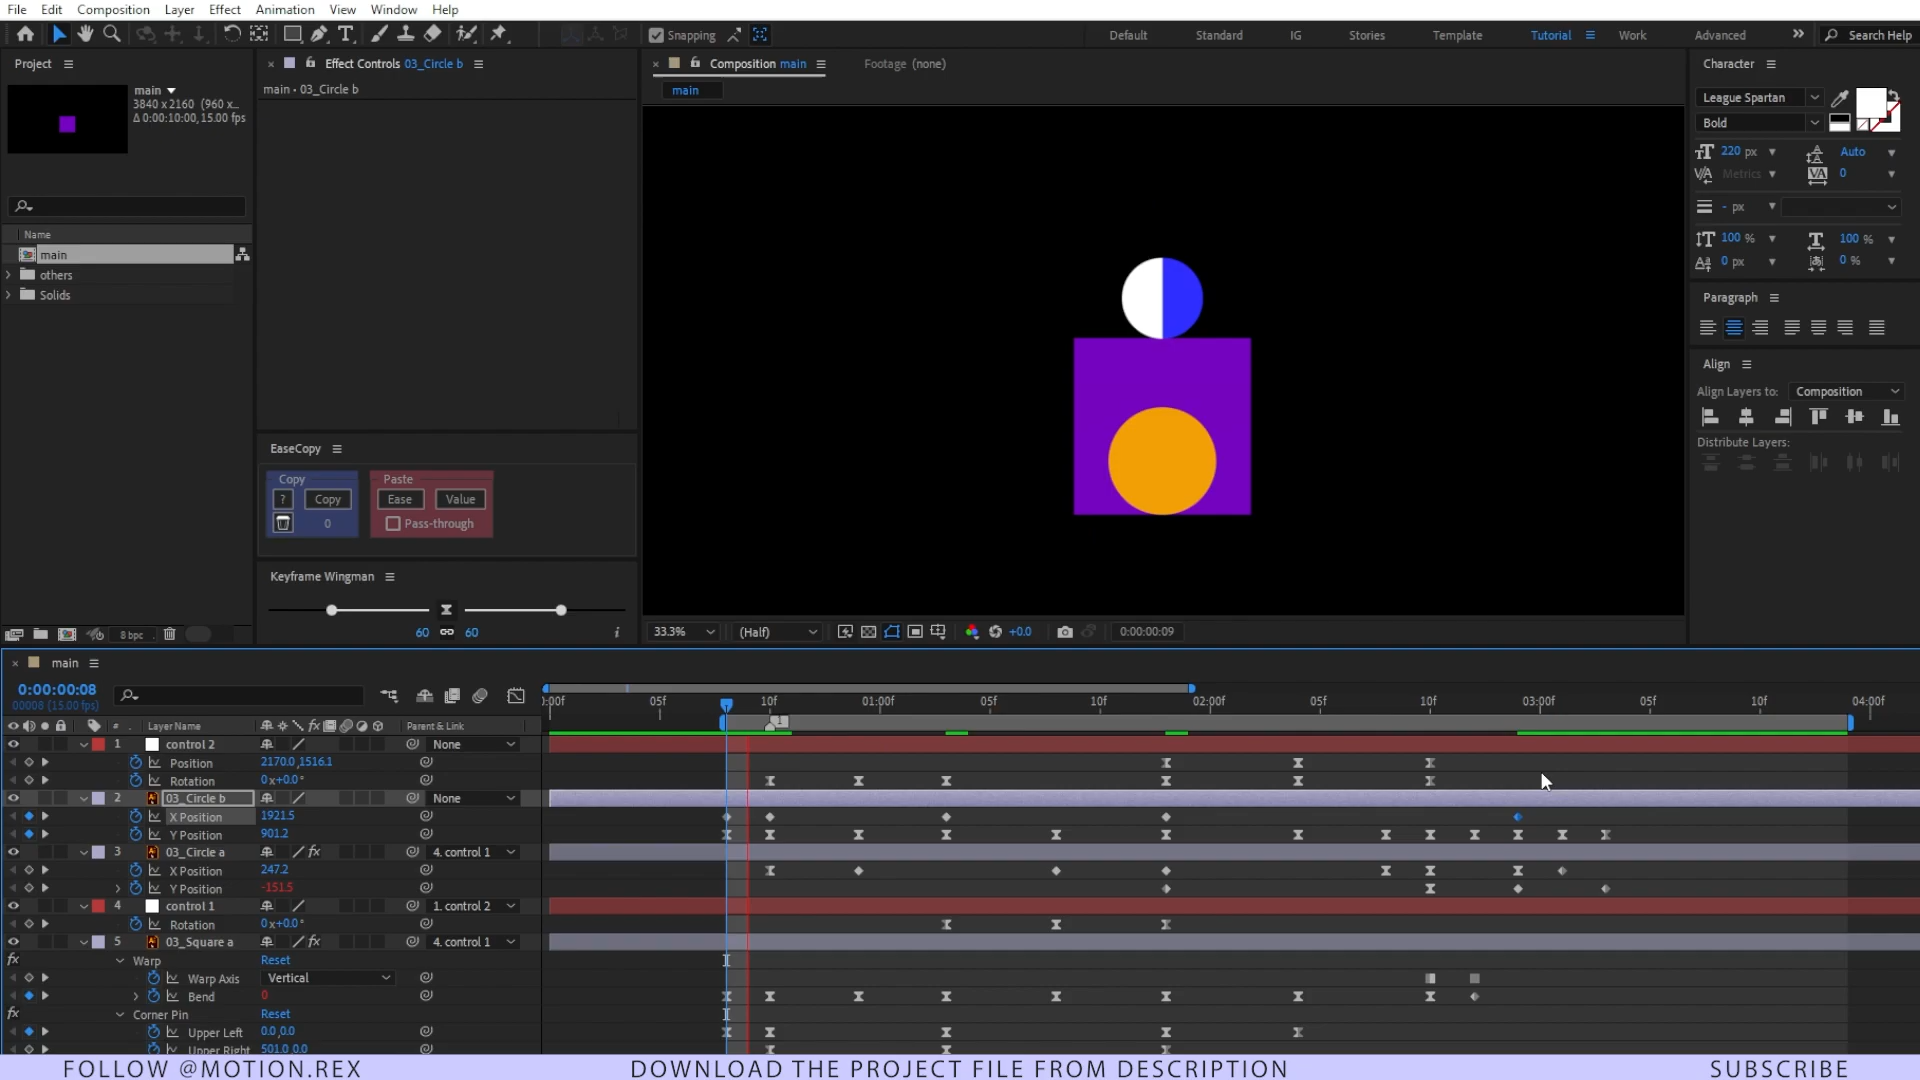 File Edit Composition Layer Effect Animation View Window Help
Snapping
Default Standard IG Stories Template Tutorial Work Advanced Search Help
Project
Effect Controls 03_Circle b
Composition main
Footage (none)
Character
main
3840 x 2160 (960 x...
Δ 0:00:10:00, 15.00 fps
main • 03_Circle b
main
League Spartan
Bold
220 px Auto
Metrics 0
- px
100 % 100 %
0 px 0 %
Name
main
others
Solids
Paragraph
Align
Align Layers to: Composition
Distribute Layers:
EaseCopy
Copy Paste
? Copy Ease Value
0 Pass-through
Keyframe Wingman
60 60
8 bpc
33.3% (Half) +0.0 0:00:00:09
main
0:00:00:08
00008 (15.00 fps)
:00f 05f 10f 01:00f 05f 10f 02:00f 05f 10f 03:00f 05f 10f 04:00f
1
# Layer Name Parent & Link
1 control 2 None
Position 2170.0,1516.1
Rotation 0x+0.0°
2 03_Circle b None
X Position 1921.5
Y Position 901.2
3 03_Circle a 4. control 1
X Position 247.2
Y Position -151.5
4 control 1 1. control 2
Rotation 0x+0.0°
5 03_Square a 4. control 1
Warp Reset
Warp Axis Vertical
Bend 0
Corner Pin Reset
Upper Left 0.0,0.0
Upper Right 501.0,0.0
FOLLOW @MOTION.REX DOWNLOAD THE PROJECT FILE FROM DESCRIPTION SUBSCRIBE